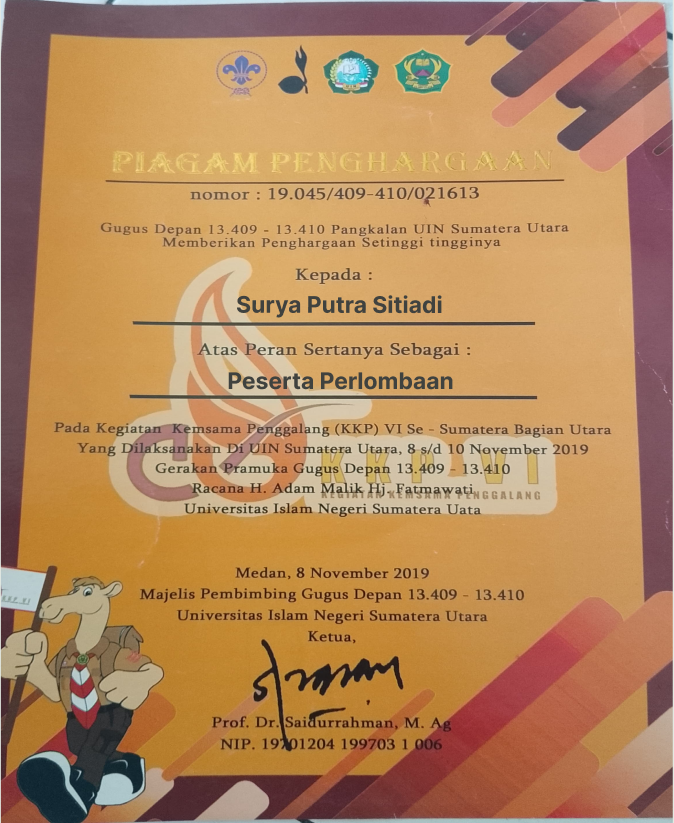 PIAGAM PENGHARGAAN
nomor : 19.045/409-410/021613
Gugus Depan 13.409 - 13.410 Pangkalan UIN Sumatera Utara
Memberikan Penghargaan Setinggi tingginya
Kepada :
Surya Putra Sitiadi
Atas Peran Sertanya Sebagai :
Peserta Perlombaan
Pada Kegiatan Kemsama Penggalang (KKP) VI Se - Sumatera Bagian Utara
Yang Dilaksanakan Di UIN Sumatera Utara, 8 s/d 10 November 2019
Gerakan Pramuka Gugus Depan 13.409 - 13.410
KKP VI
Racana H. Adam Malik Hj. Fatmawati
KEGIATAN KEMSAMA PENGGALANG
Universitas Islam Negeri Sumatera Uata
Medan, 8 November 2019
Majelis Pembimbing Gugus Depan 13.409 - 13.410
Universitas Islam Negeri Sumatera Utara
Ketua,
Prof. Dr. Saidurrahman, M. Ag
NIP. 19701204 199703 1 006